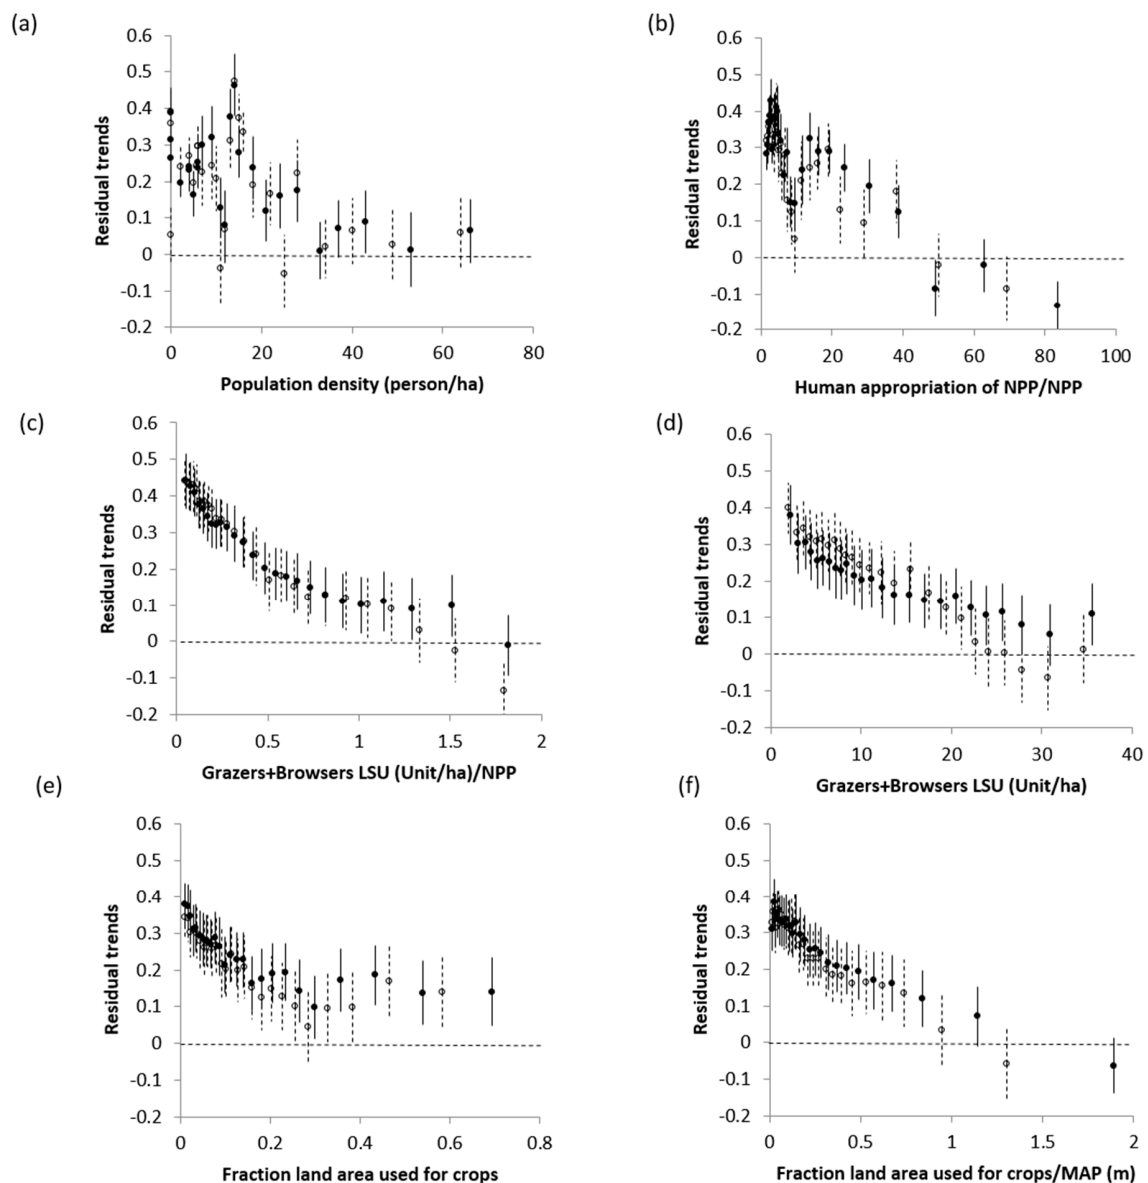 (a)
0.6
0.5
0.4
0.3
0.2
0.1
0
-0.1
-0.2
0 20 40 60 80
Residual trends
Population density (person/ha)
(b)
0.6
0.5
0.4
0.3
0.2
0.1
0
-0.1
-0.2
0 20 40 60 80 100
Residual trends
Human appropriation of NPP/NPP
(c)
0.6
0.5
0.4
0.3
0.2
0.1
0
-0.1
-0.2
0 0.5 1 1.5 2
Residual trends
Grazers+Browsers LSU (Unit/ha)/NPP
(d)
0.6
0.5
0.4
0.3
0.2
0.1
0
-0.1
-0.2
0 10 20 30 40
Residual trends
Grazers+Browsers LSU (Unit/ha)
(e)
0.6
0.5
0.4
0.3
0.2
0.1
0
-0.1
-0.2
0 0.2 0.4 0.6 0.8
Residual trends
Fraction land area used for crops
(f)
0.6
0.5
0.4
0.3
0.2
0.1
0
-0.1
-0.2
0 0.5 1 1.5 2
Residual trends
Fraction land area used for crops/MAP (m)